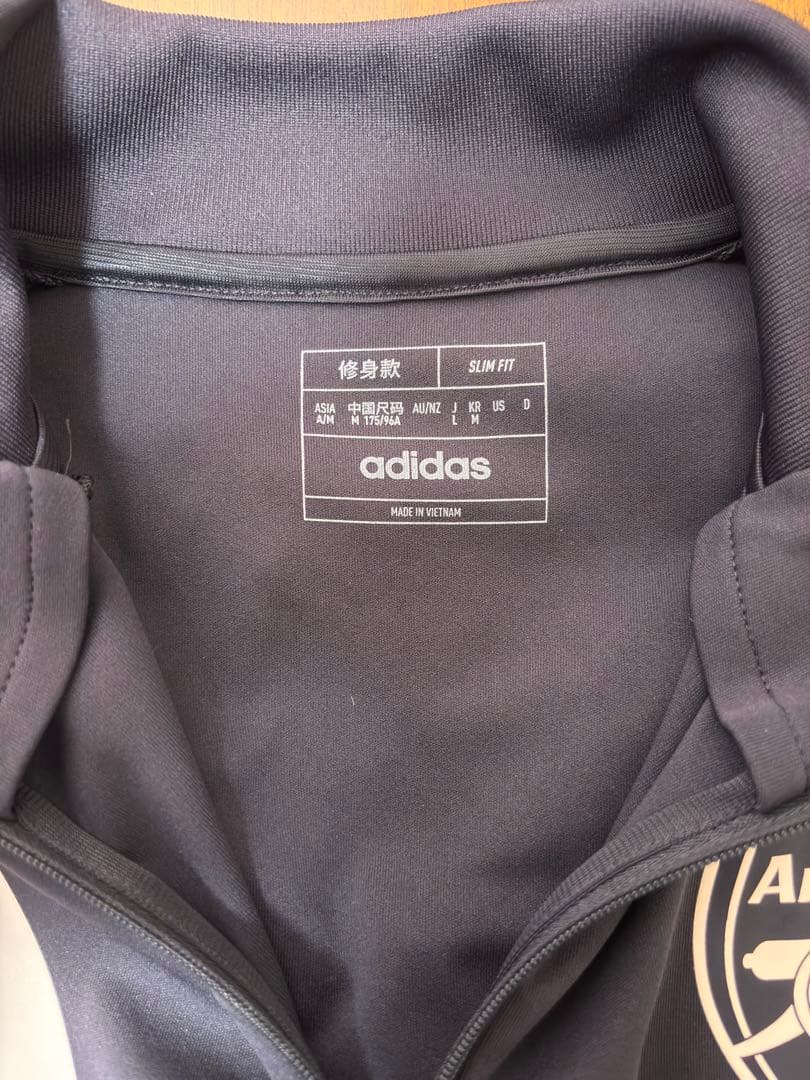 修身款 SLIM FIT
ASIA 中国尺码 AU/NZ J KR US D
A/M M 175/96A L M
adidas
MADE IN VIETNAM
A